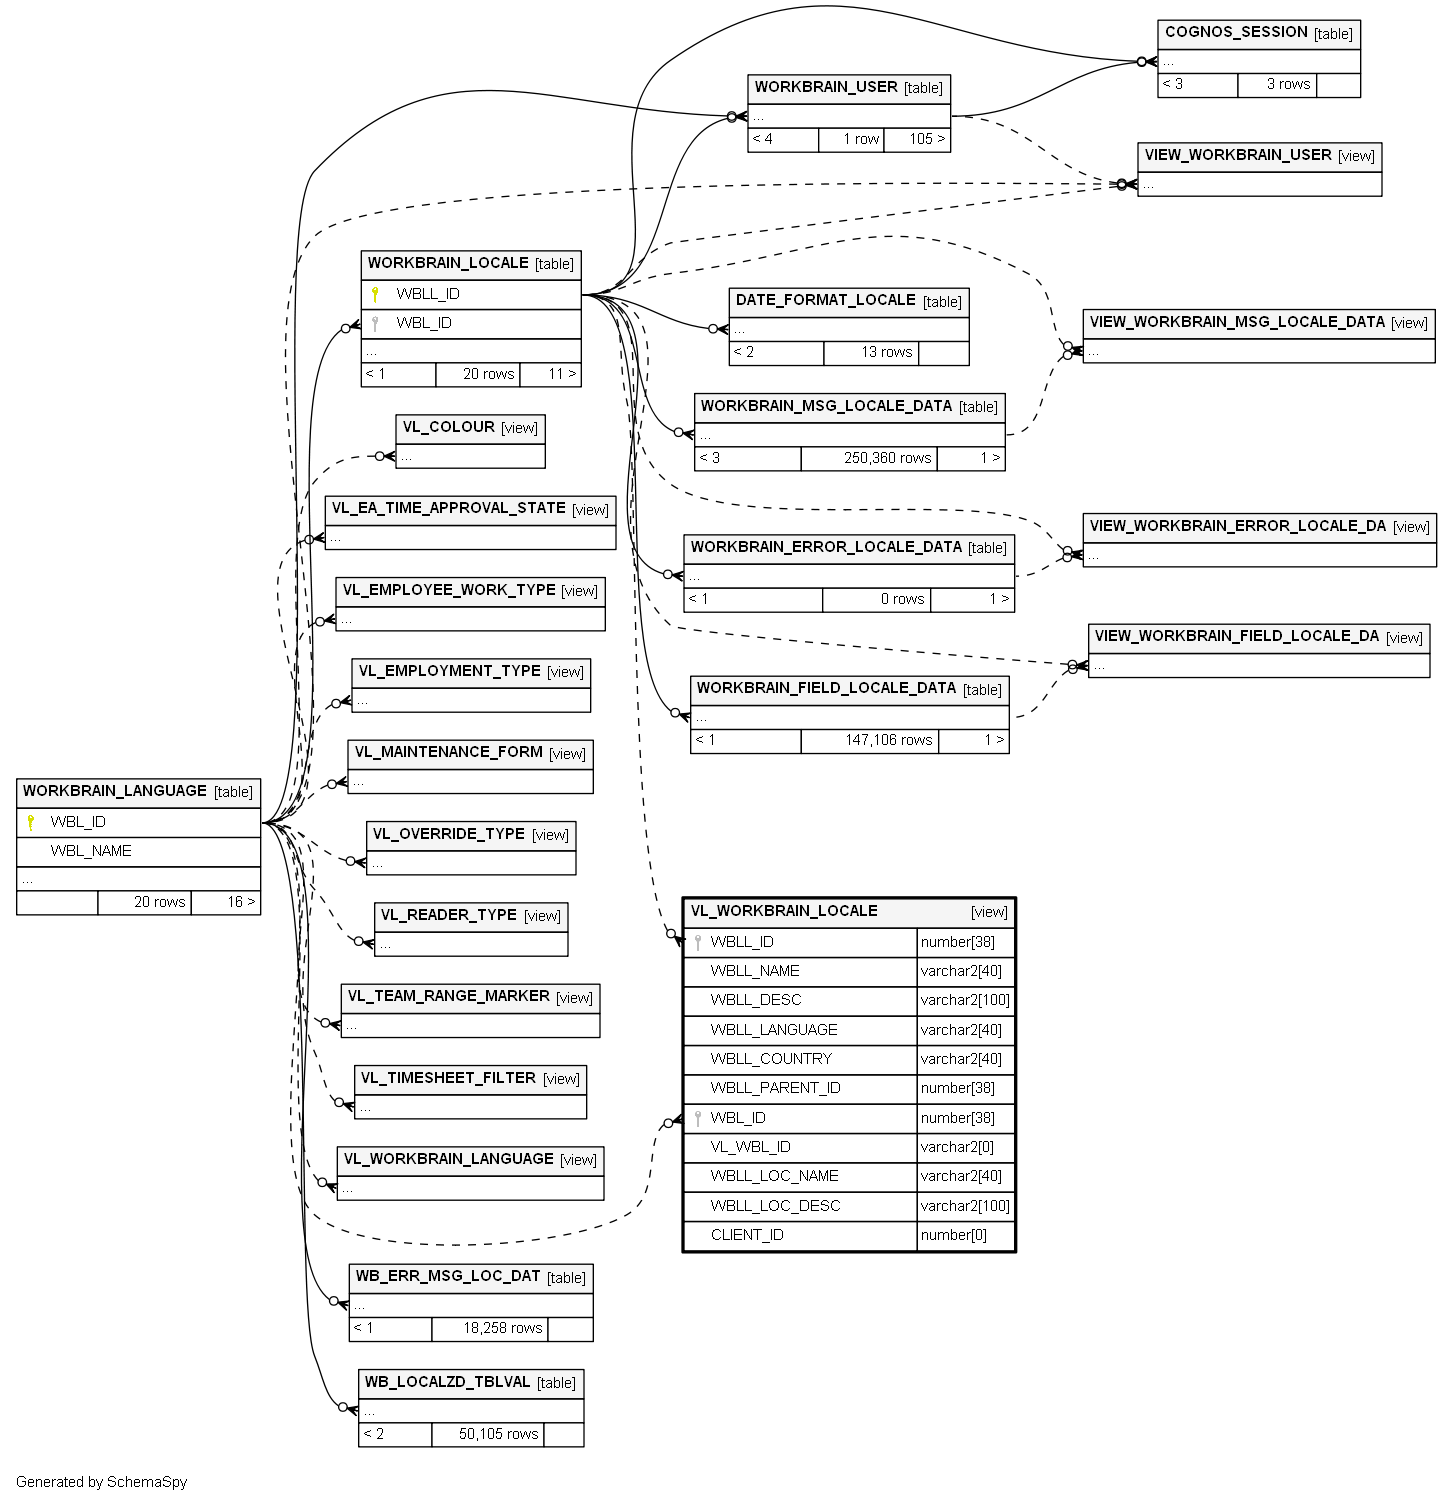 COGNOS_SESSION [table]
...
< 3 3 rows
WORKBRAIN_USER [table]
...
< 4 1 row 105 >
VIEW_WORKBRAIN_USER [view]
...
WORKBRAIN_LOCALE [table]
WBLL_ID
WBL_ID
...
< 1 20 rows 11 >
DATE_FORMAT_LOCALE [table]
...
< 2 13 rows
VIEW_WORKBRAIN_MSG_LOCALE_DATA [view]
...
WORKBRAIN_MSG_LOCALE_DATA [table]
...
< 3 250,360 rows 1 >
VL_COLOUR [view]
...
VL_EA_TIME_APPROVAL_STATE [view]
...
VIEW_WORKBRAIN_ERROR_LOCALE_DA [view]
...
WORKBRAIN_ERROR_LOCALE_DATA [table]
...
< 1 0 rows 1 >
VL_EMPLOYEE_WORK_TYPE [view]
...
VIEW_WORKBRAIN_FIELD_LOCALE_DA [view]
...
VL_EMPLOYMENT_TYPE [view]
...
WORKBRAIN_FIELD_LOCALE_DATA [table]
...
< 1 147,106 rows 1 >
VL_MAINTENANCE_FORM [view]
...
WORKBRAIN_LANGUAGE [table]
WBL_ID
WBL_NAME
...
20 rows 16 >
VL_OVERRIDE_TYPE [view]
...
VL_READER_TYPE [view]
...
VL_WORKBRAIN_LOCALE [view]
WBLL_ID number[38]
WBLL_NAME varchar2[40]
WBLL_DESC varchar2[100]
WBLL_LANGUAGE varchar2[40]
WBLL_COUNTRY varchar2[40]
WBLL_PARENT_ID number[38]
WBL_ID number[38]
VL_WBL_ID varchar2[0]
WBLL_LOC_NAME varchar2[40]
WBLL_LOC_DESC varchar2[100]
CLIENT_ID number[0]
VL_TEAM_RANGE_MARKER [view]
...
VL_TIMESHEET_FILTER [view]
...
VL_WORKBRAIN_LANGUAGE [view]
...
WB_ERR_MSG_LOC_DAT [table]
...
< 1 18,258 rows
WB_LOCALZD_TBLVAL [table]
...
< 2 50,105 rows
Generated by SchemaSpy